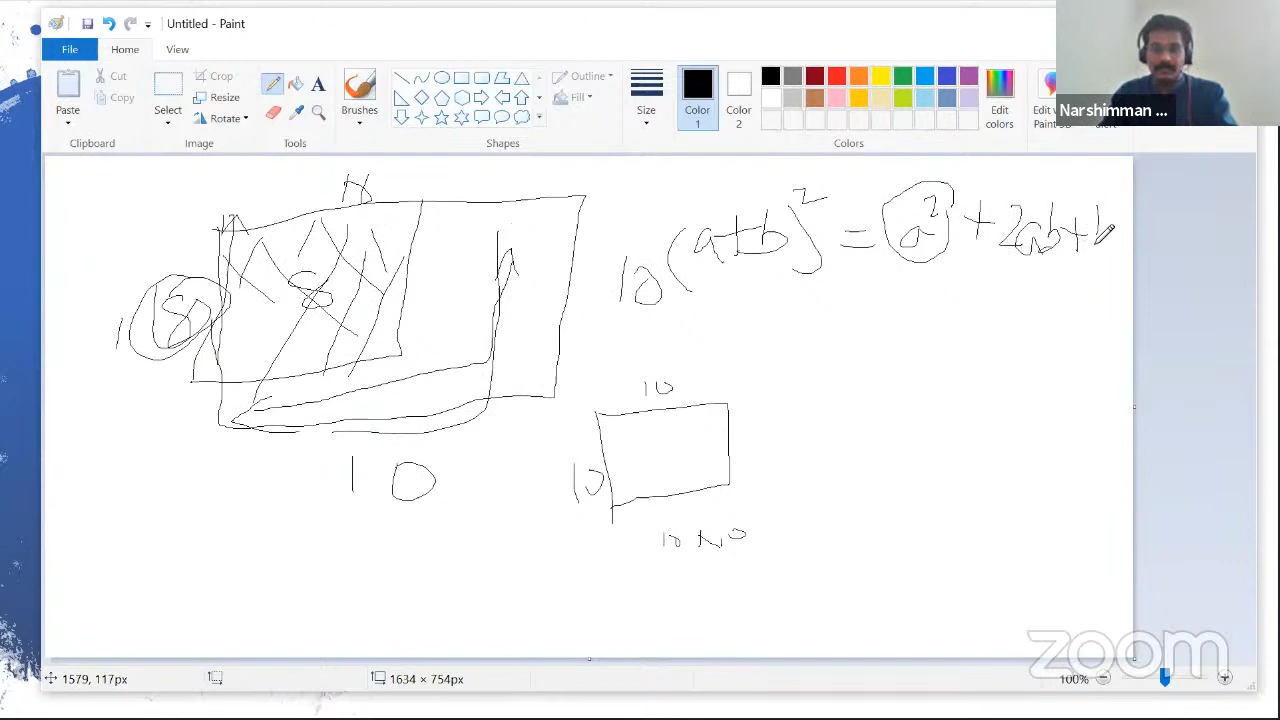 Untitled - Paint
File Home View
Cut
Copy
Paste
Clipboard
Crop
Resize
Rotate
Select
Image
Tools
Brushes
Shapes
Outline
Fill
Size
Color 1
Color 2
Edit colors
Colors
Narshimman ...
10 (a+b)² = a² + 2ab + b
8
8
10
10
10
10
zoom
1579, 117px
1634 × 754px
100%